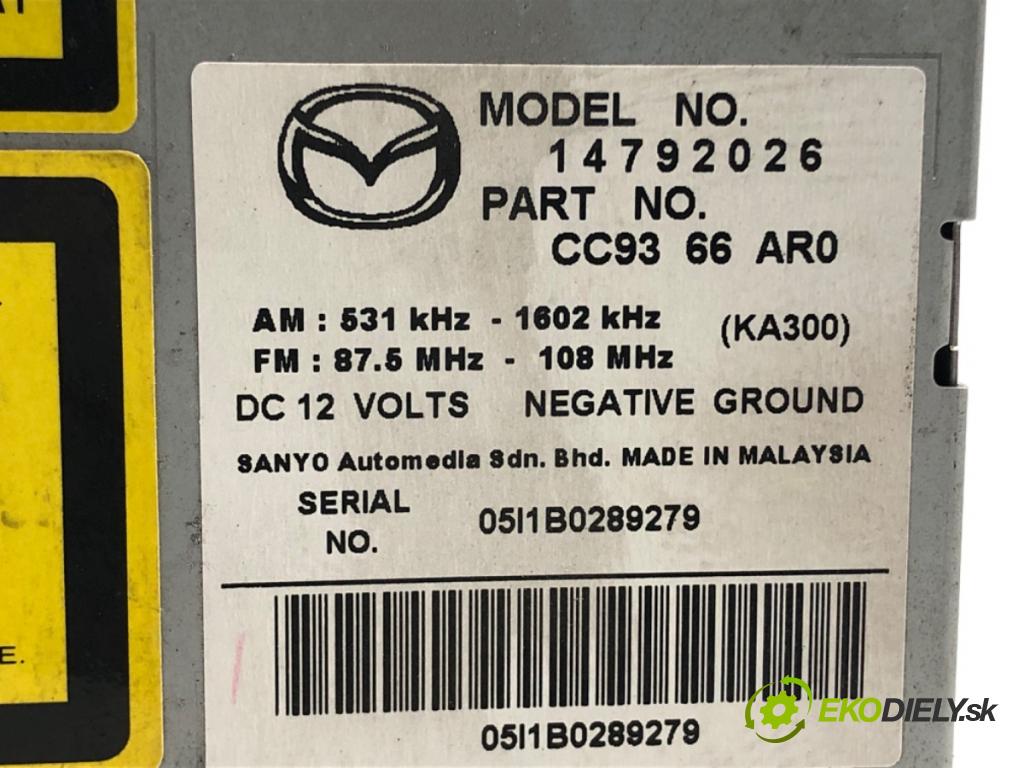 MODEL NO.
14792026
PART NO.
CC93 66 AR0
AM : 531 kHz - 1602 kHz
(KA300)
FM : 87.5 MHz - 108 MHz
DC 12 VOLTS NEGATIVE GROUND
SANYO Automedia Sdn. Bhd. MADE IN MALAYSIA
SERIAL
NO.
05I1B0289279
05I1B0289279
E.
EKODIELY.sk